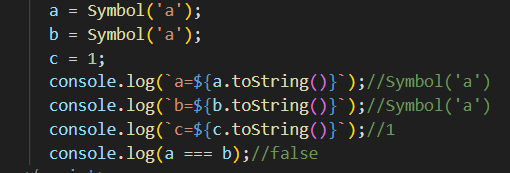 a = Symbol('a');
b = Symbol('a');
c = 1;
console.log(`a=${a.toString()}`);//Symbol('a')
console.log(`b=${b.toString()}`);//Symbol('a')
console.log(`c=${c.toString()}`);//1
console.log(a === b);//false